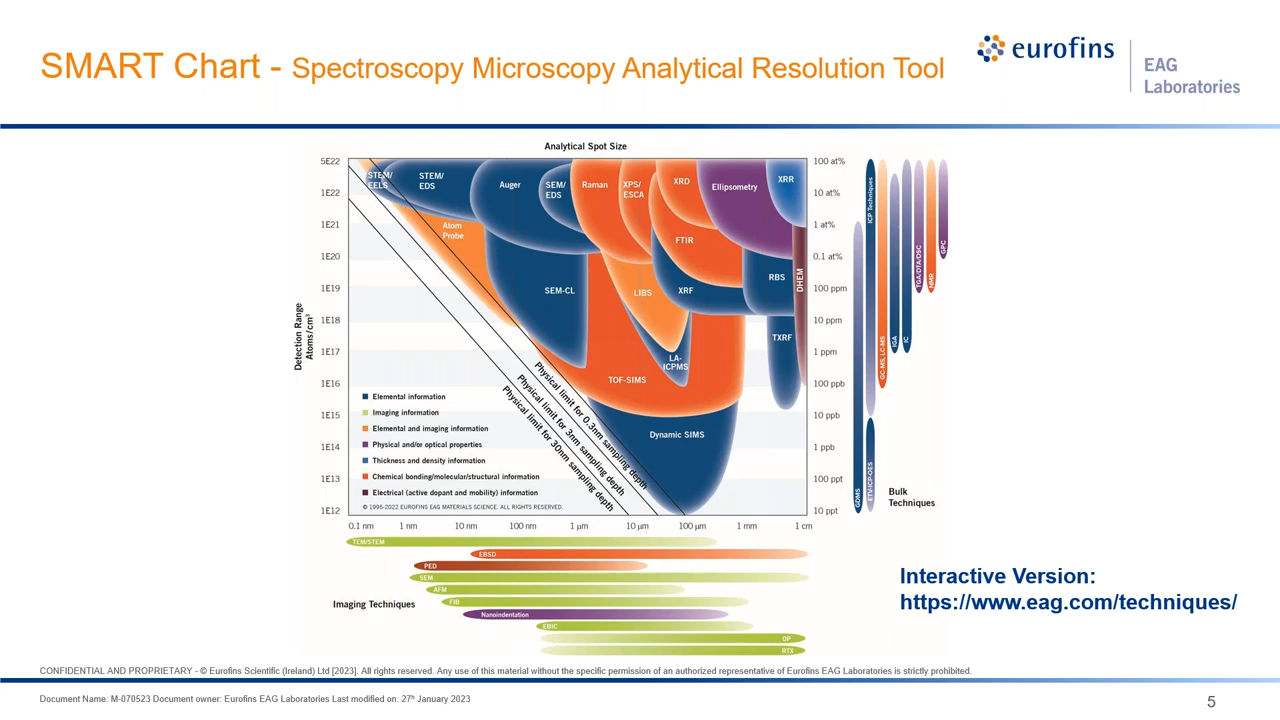 SMART Chart - Spectroscopy Microscopy Analytical Resolution Tool
eurofins
EAG
Laboratories
Analytical Spot Size
Detection Range
Atoms/cm³
5E22
1E22
1E21
1E20
1E19
1E18
1E17
1E16
1E15
1E14
1E13
1E12
STEM/
EELS
STEM/
EDS
Auger
SEM/
EDS
Raman
XPS/
ESCA
XRD
Ellipsometry
XRR
Atom
Probe
FTIR
SEM-CL
LIBS
XRF
RBS
DHEM
TXRF
LA-
ICPMS
TOF-SIMS
Dynamic SIMS
Physical limit for 0.3nm sampling depth
Physical limit for 3nm sampling depth
Physical limit for 30nm sampling depth
Elemental information
Imaging information
Elemental and imaging information
Physical and/or optical properties
Thickness and density information
Chemical bonding/molecular/structural information
Electrical (active dopant and mobility) information
© 1995-2022 EUROFINS EAG MATERIALS SCIENCE. ALL RIGHTS RESERVED.
100 at%
10 at%
1 at%
0.1 at%
100 ppm
10 ppm
1 ppm
100 ppb
10 ppb
1 ppb
100 ppt
10 ppt
GDMS
ICP Techniques
ETV-ICP-OES
GC-MS, LC-MS
IGA
IC
TGA/DTA/DSC
NMR
GPC
Bulk
Techniques
0.1 nm
1 nm
10 nm
100 nm
1 µm
10 µm
100 µm
1 mm
1 cm
TEM/STEM
EBSD
PED
SEM
AFM
Imaging Techniques
FIB
Nanoindentation
EBIC
OP
RTX
Interactive Version:
https://www.eag.com/techniques/
CONFIDENTIAL AND PROPRIETARY - © Eurofins Scientific (Ireland) Ltd [2023]. All rights reserved. Any use of this material without the specific permission of an authorized representative of Eurofins EAG Laboratories is strictly prohibited.
Document Name: M-070523 Document owner: Eurofins EAG Laboratories Last modified on: 27th January 2023
5